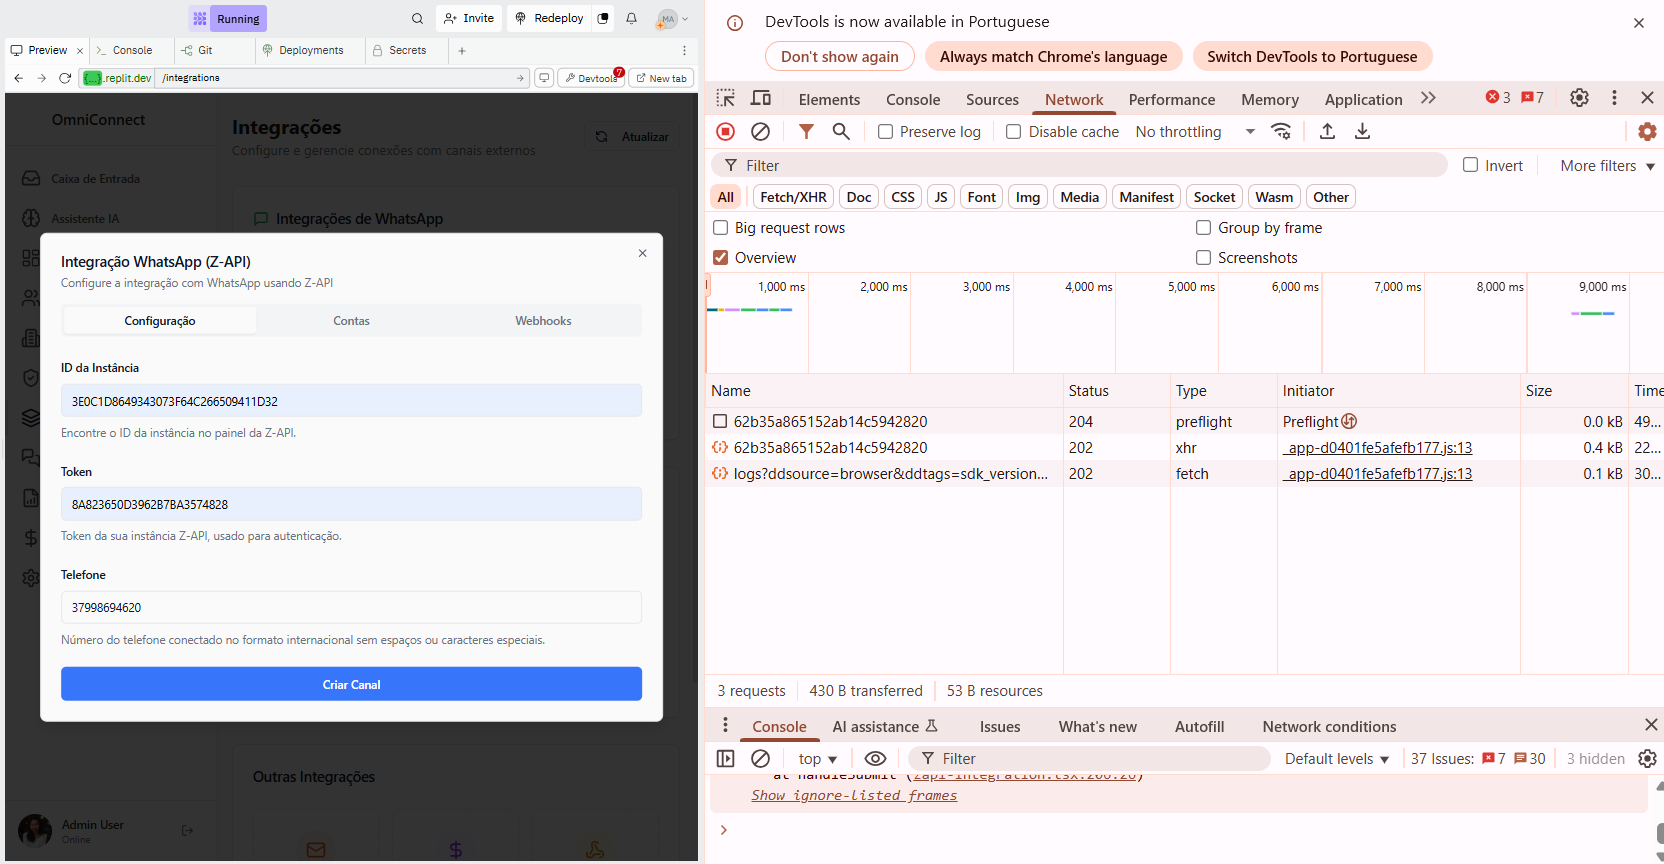 Running
Invite
Redeploy
MA
Preview
Console
Git
Deployments
Secrets
{...}.replit.dev
/integrations
Devtools
7
New tab
OmniConnect
Caixa de Entrada
Assistente IA
Integrações
Configure e gerencie conexões com canais externos
Atualizar
Integrações de WhatsApp
Integração WhatsApp (Z-API)
Configure a integração com WhatsApp usando Z-API
Configuração
Contas
Webhooks
ID da Instância
3E0C1D8649343073F64C266509411D32
Encontre o ID da instância no painel da Z-API.
Token
8A823650D3962B7BA3574828
Token da sua instância Z-API, usado para autenticação.
Telefone
37998694620
Número do telefone conectado no formato internacional sem espaços ou caracteres especiais.
Criar Canal
Outras Integrações
Admin User
Online
DevTools is now available in Portuguese
Don't show again
Always match Chrome's language
Switch DevTools to Portuguese
Elements
Console
Sources
Network
Performance
Memory
Application
3
7
Preserve log
Disable cache
No throttling
Filter
Invert
More filters
All
Fetch/XHR
Doc
CSS
JS
Font
Img
Media
Manifest
Socket
Wasm
Other
Big request rows
Group by frame
Overview
Screenshots
1,000 ms
2,000 ms
3,000 ms
4,000 ms
5,000 ms
6,000 ms
7,000 ms
8,000 ms
9,000 ms
Name Status Type Initiator Size Time
62b35a865152ab14c5942820 204 preflight Preflight 0.0 kB 49...
62b35a865152ab14c5942820 202 xhr _app-d0401fe5afefb177.js:13 0.4 kB 22...
logs?ddsource=browser&ddtags=sdk_version... 202 fetch _app-d0401fe5afefb177.js:13 0.1 kB 30...
3 requests
430 B transferred
53 B resources
Console
AI assistance
Issues
What's new
Autofill
Network conditions
top
Filter
Default levels
37 Issues:
7
30
3 hidden
at handleSubmit (zapi-integration.tsx:200:20)
Show ignore-listed frames